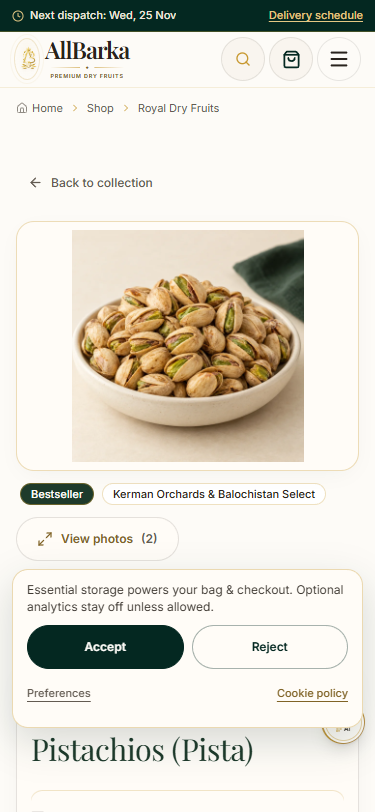 Next dispatch: Wed, 25 Nov
Delivery schedule
AllBarka
PREMIUM DRY FRUITS
Home
Shop
Royal Dry Fruits
Back to collection
Bestseller
Kerman Orchards & Balochistan Select
View photos (2)
Essential storage powers your bag & checkout. Optional
analytics stay off unless allowed.
Accept
Reject
Preferences
Cookie policy
Pistachios (Pista)